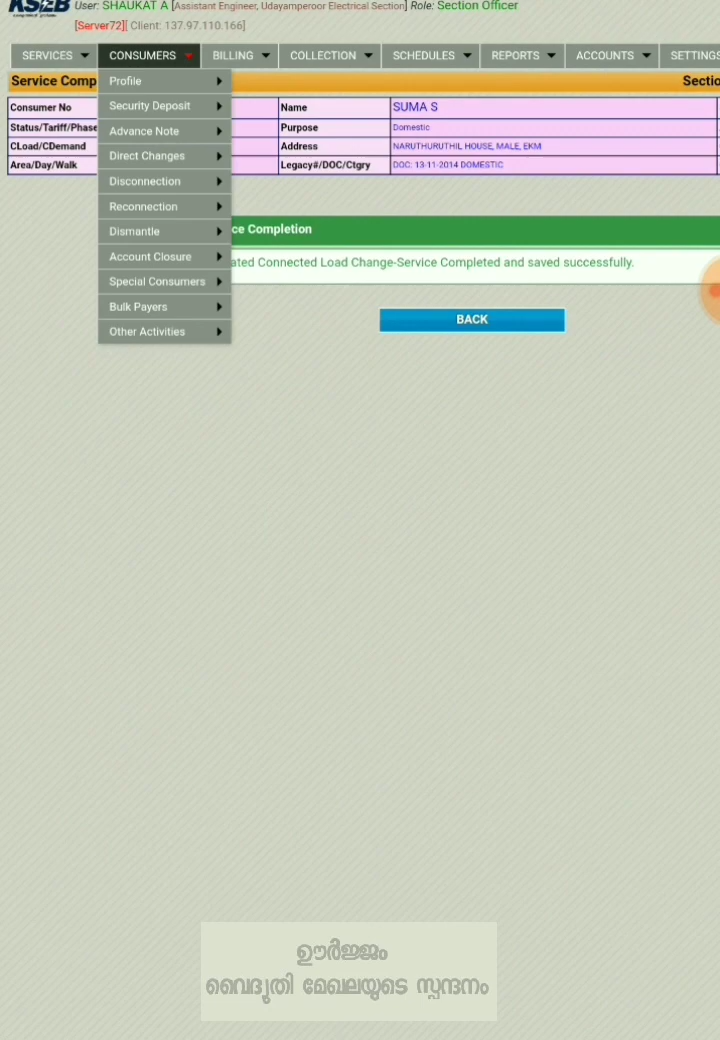 KSEB User: SHAUKAT A [Assistant Engineer, Udayamperoor Electrical Section] Role: Section Officer
[Server72][ Client: 137.97.110.166]
SERVICES CONSUMERS BILLING COLLECTION SCHEDULES REPORTS ACCOUNTS SETTINGS
Service Comp Sectio
Consumer No Name SUMA S
Status/Tariff/Phase Purpose Domestic
CLoad/CDemand Address NARUTHURUTHIL HOUSE, MALE, EKM
Area/Day/Walk Legacy#/DOC/Ctgry DOC: 13-11-2014 DOMESTIC
Profile
Security Deposit
Advance Note
Direct Changes
Disconnection
Reconnection
Dismantle
Account Closure
Special Consumers
Bulk Payers
Other Activities
ce Completion
ated Connected Load Change-Service Completed and saved successfully.
BACK
ഊർജ്ജം
വൈദ്യുതി മേഖലയുടെ സ്പന്ദനം